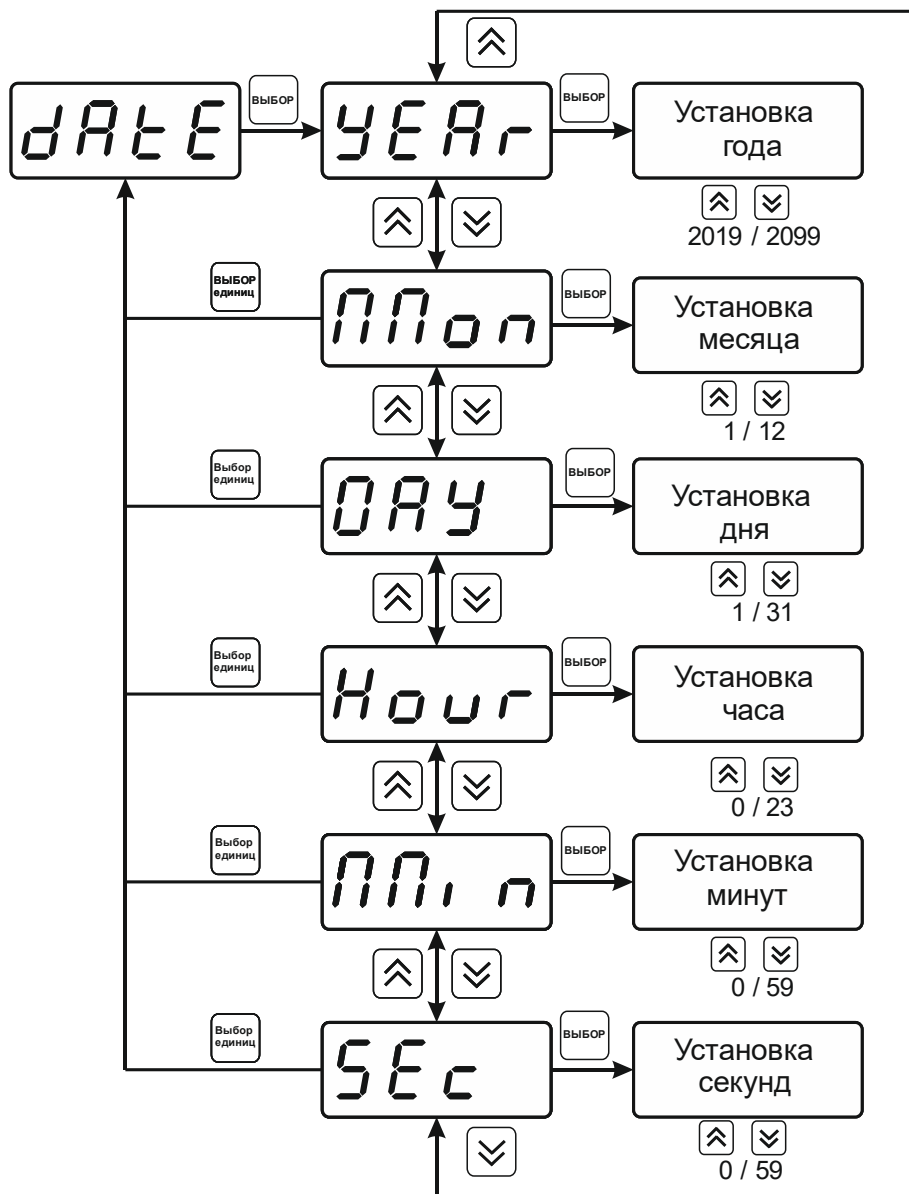 dAtE
ВЫБОР
YEAr
ВЫБОР
Установка
года
2019 / 2099
ВЫБОР
единиц
MMon
ВЫБОР
Установка
месяца
1 / 12
Выбор
единиц
DAY
ВЫБОР
Установка
дня
1 / 31
Выбор
единиц
Hour
ВЫБОР
Установка
часа
0 / 23
Выбор
единиц
MMin
ВЫБОР
Установка
минут
0 / 59
Выбор
единиц
SEc
ВЫБОР
Установка
секунд
0 / 59